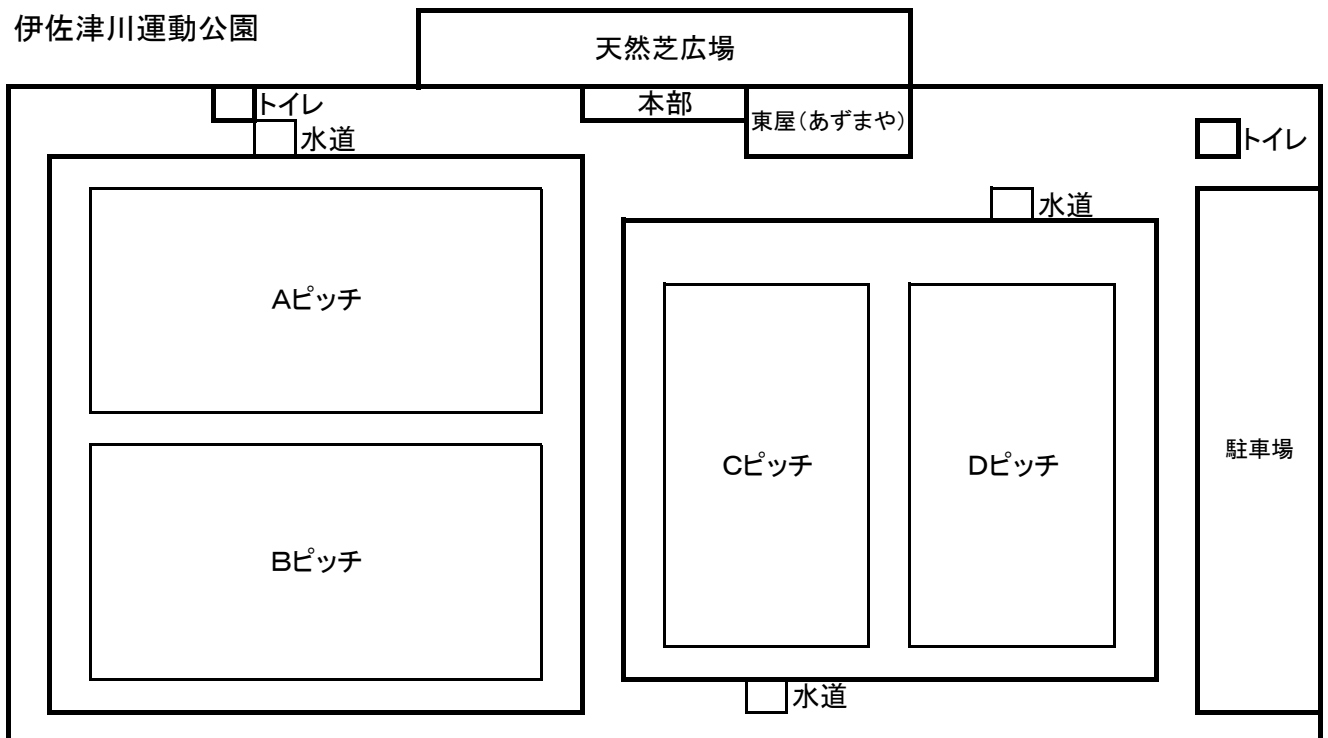 伊佐津川運動公園
天然芝広場
トイレ
本部
東屋(あずまや)
水道
トイレ
水道
Aピッチ
Cピッチ
Dピッチ
駐車場
Bピッチ
水道